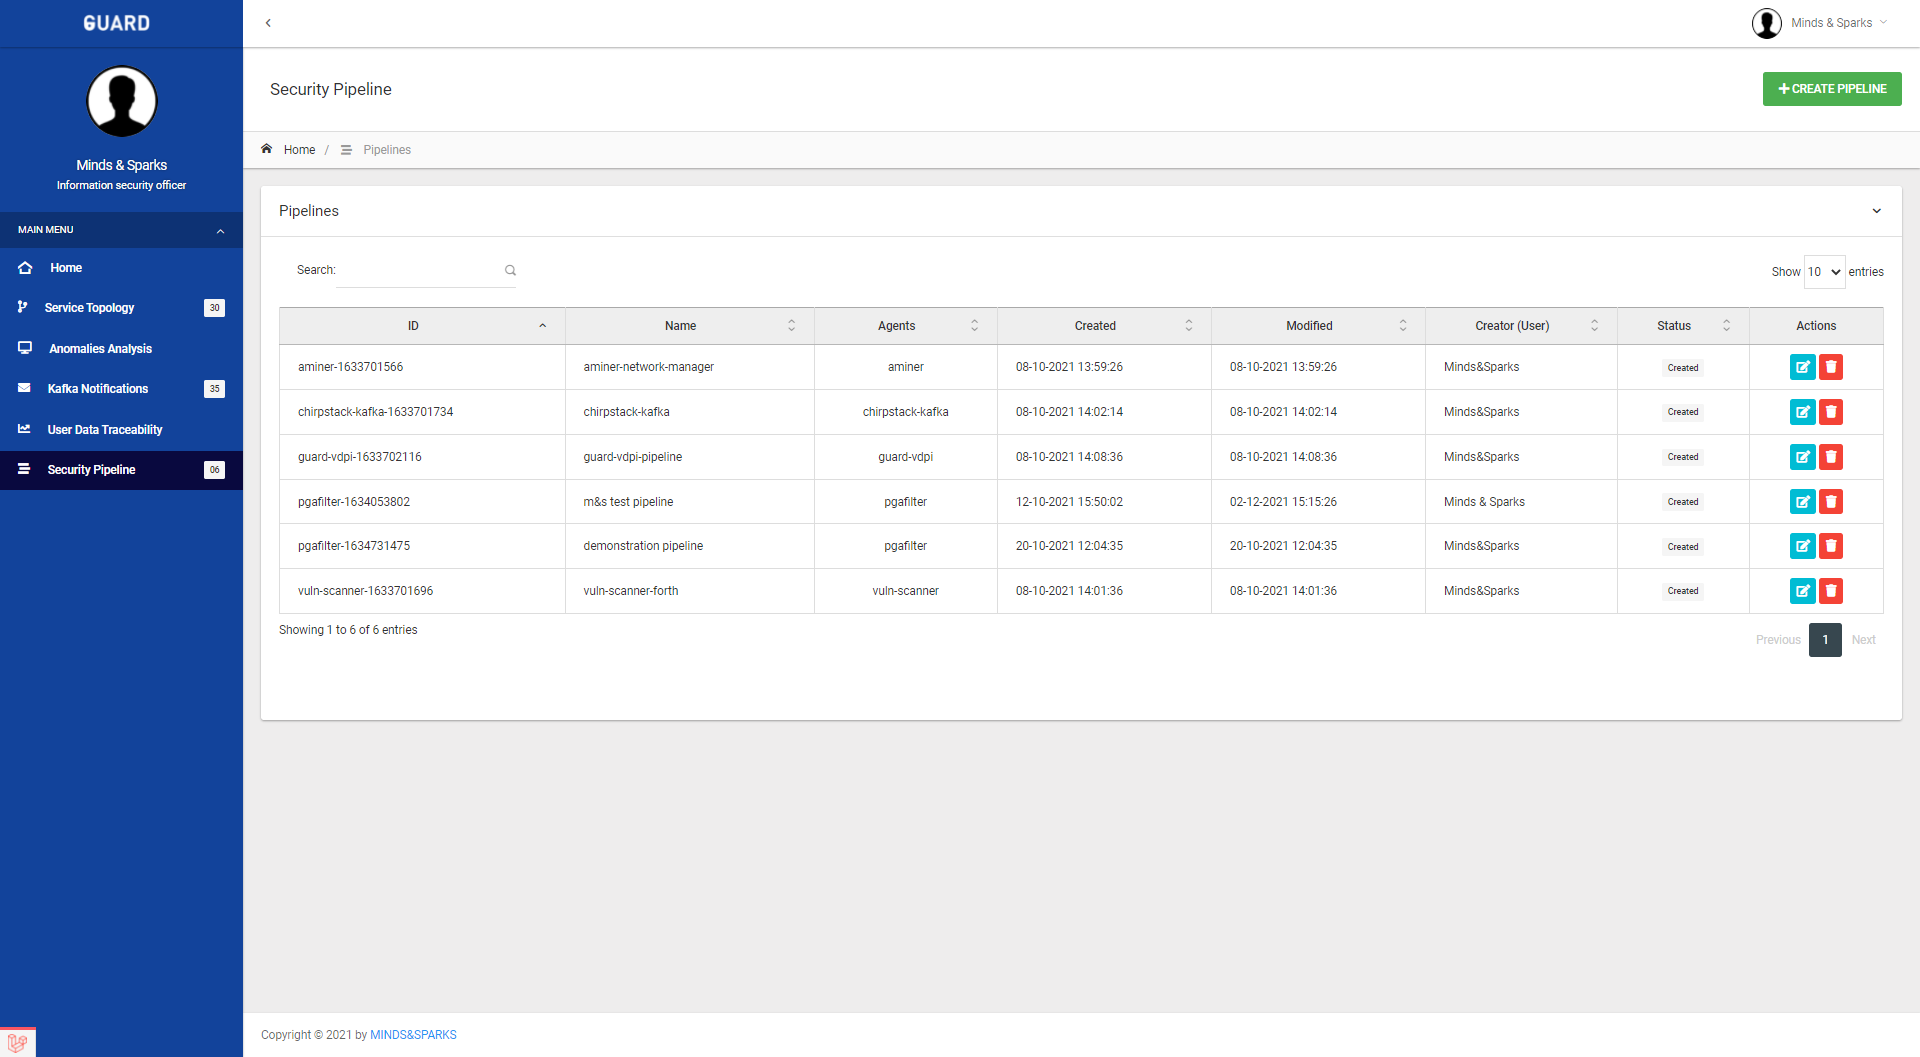 GUARD
Minds & Sparks
Security Pipeline
CREATE PIPELINE
Home / Pipelines
Minds & Sparks
Information security officer
MAIN MENU
Home
Service Topology 30
Anomalies Analysis
Kafka Notifications 35
User Data Traceability
Security Pipeline 06
Pipelines
Search:
Show 10 entries
ID Name Agents Created Modified Creator (User) Status Actions
aminer-1633701566 aminer-network-manager aminer 08-10-2021 13:59:26 08-10-2021 13:59:26 Minds&Sparks Created
chirpstack-kafka-1633701734 chirpstack-kafka chirpstack-kafka 08-10-2021 14:02:14 08-10-2021 14:02:14 Minds&Sparks Created
guard-vdpi-1633702116 guard-vdpi-pipeline guard-vdpi 08-10-2021 14:08:36 08-10-2021 14:08:36 Minds&Sparks Created
pgafilter-1634053802 m&s test pipeline pgafilter 12-10-2021 15:50:02 02-12-2021 15:15:26 Minds & Sparks Created
pgafilter-1634731475 demonstration pipeline pgafilter 20-10-2021 12:04:35 20-10-2021 12:04:35 Minds&Sparks Created
vuln-scanner-1633701696 vuln-scanner-forth vuln-scanner 08-10-2021 14:01:36 08-10-2021 14:01:36 Minds&Sparks Created
Showing 1 to 6 of 6 entries
Previous 1 Next
Copyright © 2021 by MINDS&SPARKS